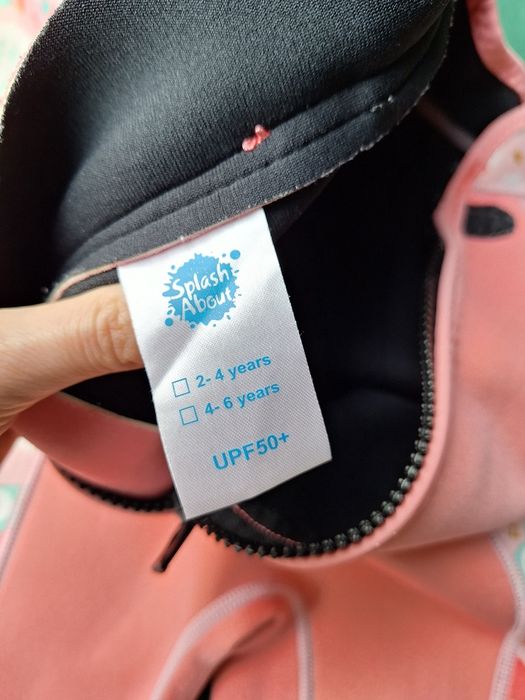 Splash
About
2- 4 years
4- 6 years
UPF50+